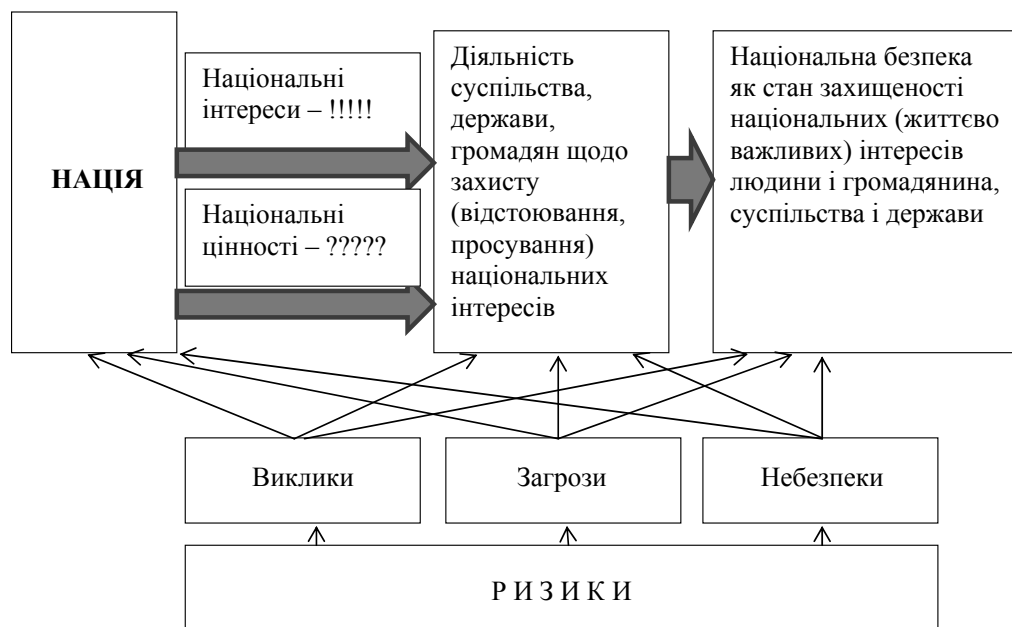 НАЦІЯ
Національні
інтереси – !!!!!
Національні
цінності – ?????
Діяльність
суспільства,
держави,
громадян щодо
захисту
(відстоювання,
просування)
національних
інтересів
Національна безпека
як стан захищеності
національних (життєво
важливих) інтересів
людини і громадянина,
суспільства і держави
Виклики
Загрози
Небезпеки
Р И З И К И